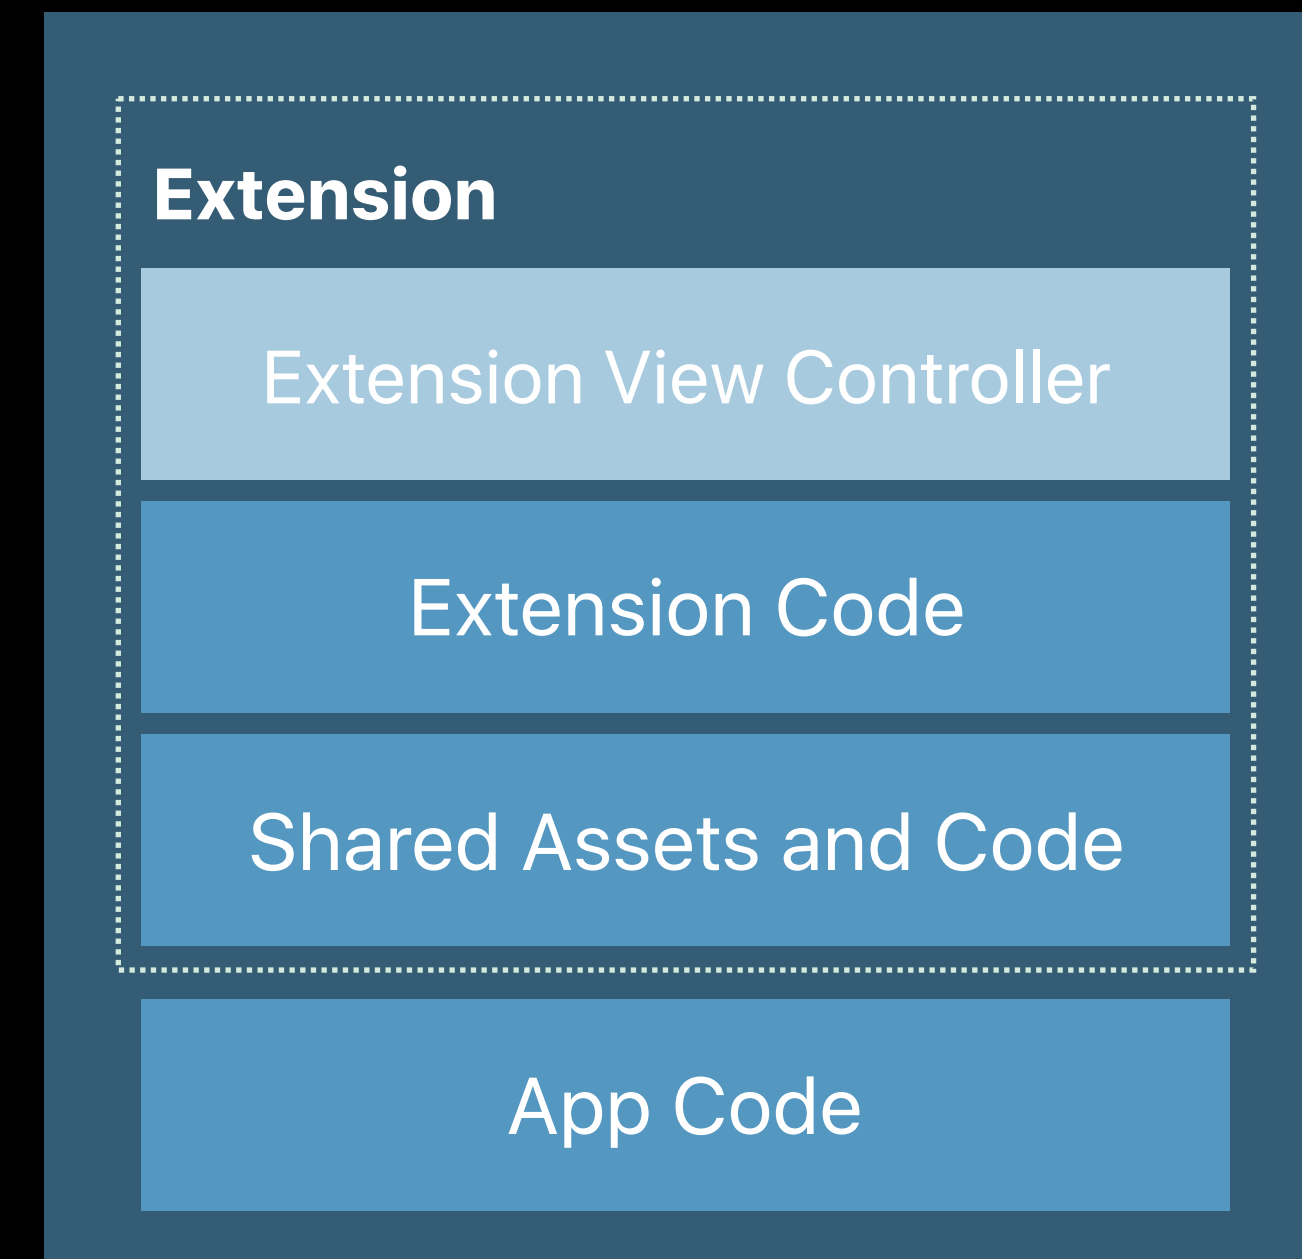 Extension
Extension View Controller
Extension Code
Shared Assets and Code
App Code